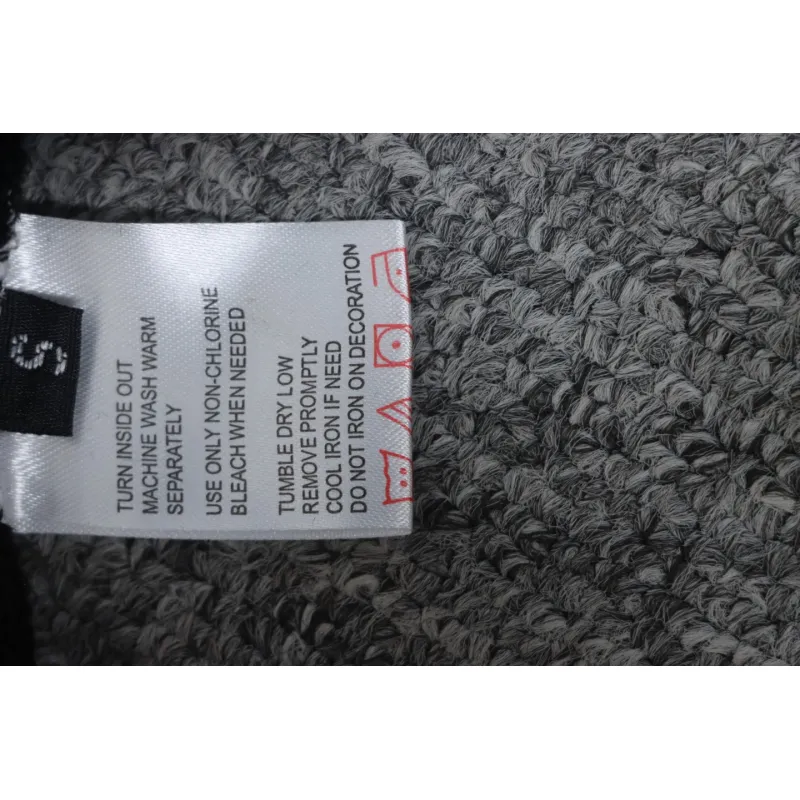 S
TURN INSIDE OUT
MACHINE WASH WARM
SEPARATELY
USE ONLY NON-CHLORINE
BLEACH WHEN NEEDED
TUMBLE DRY LOW
REMOVE PROMPTLY
COOL IRON IF NEED
DO NOT IRON ON DECORATION